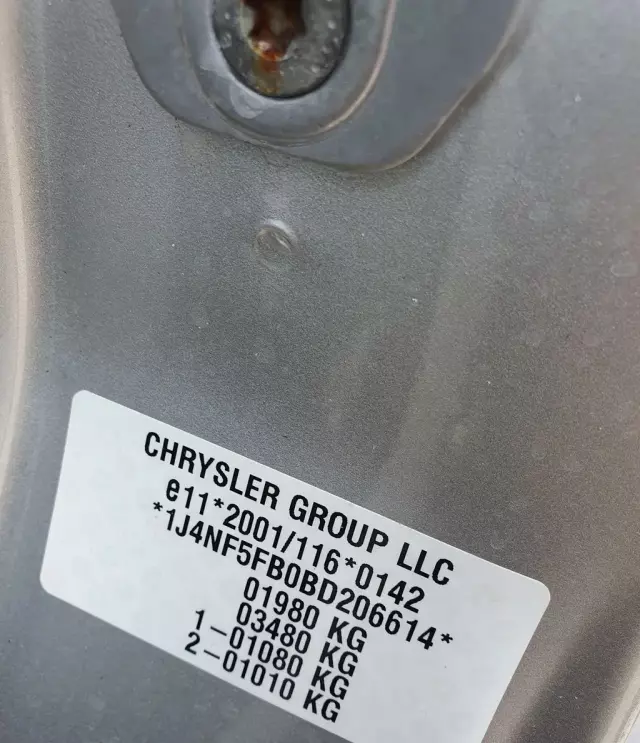 CHRYSLER GROUP LLC
e11*2001/116*0142
*1J4NF5FB0BD206614*
01980 KG
03480 KG
1-01080 KG
2-01010 KG